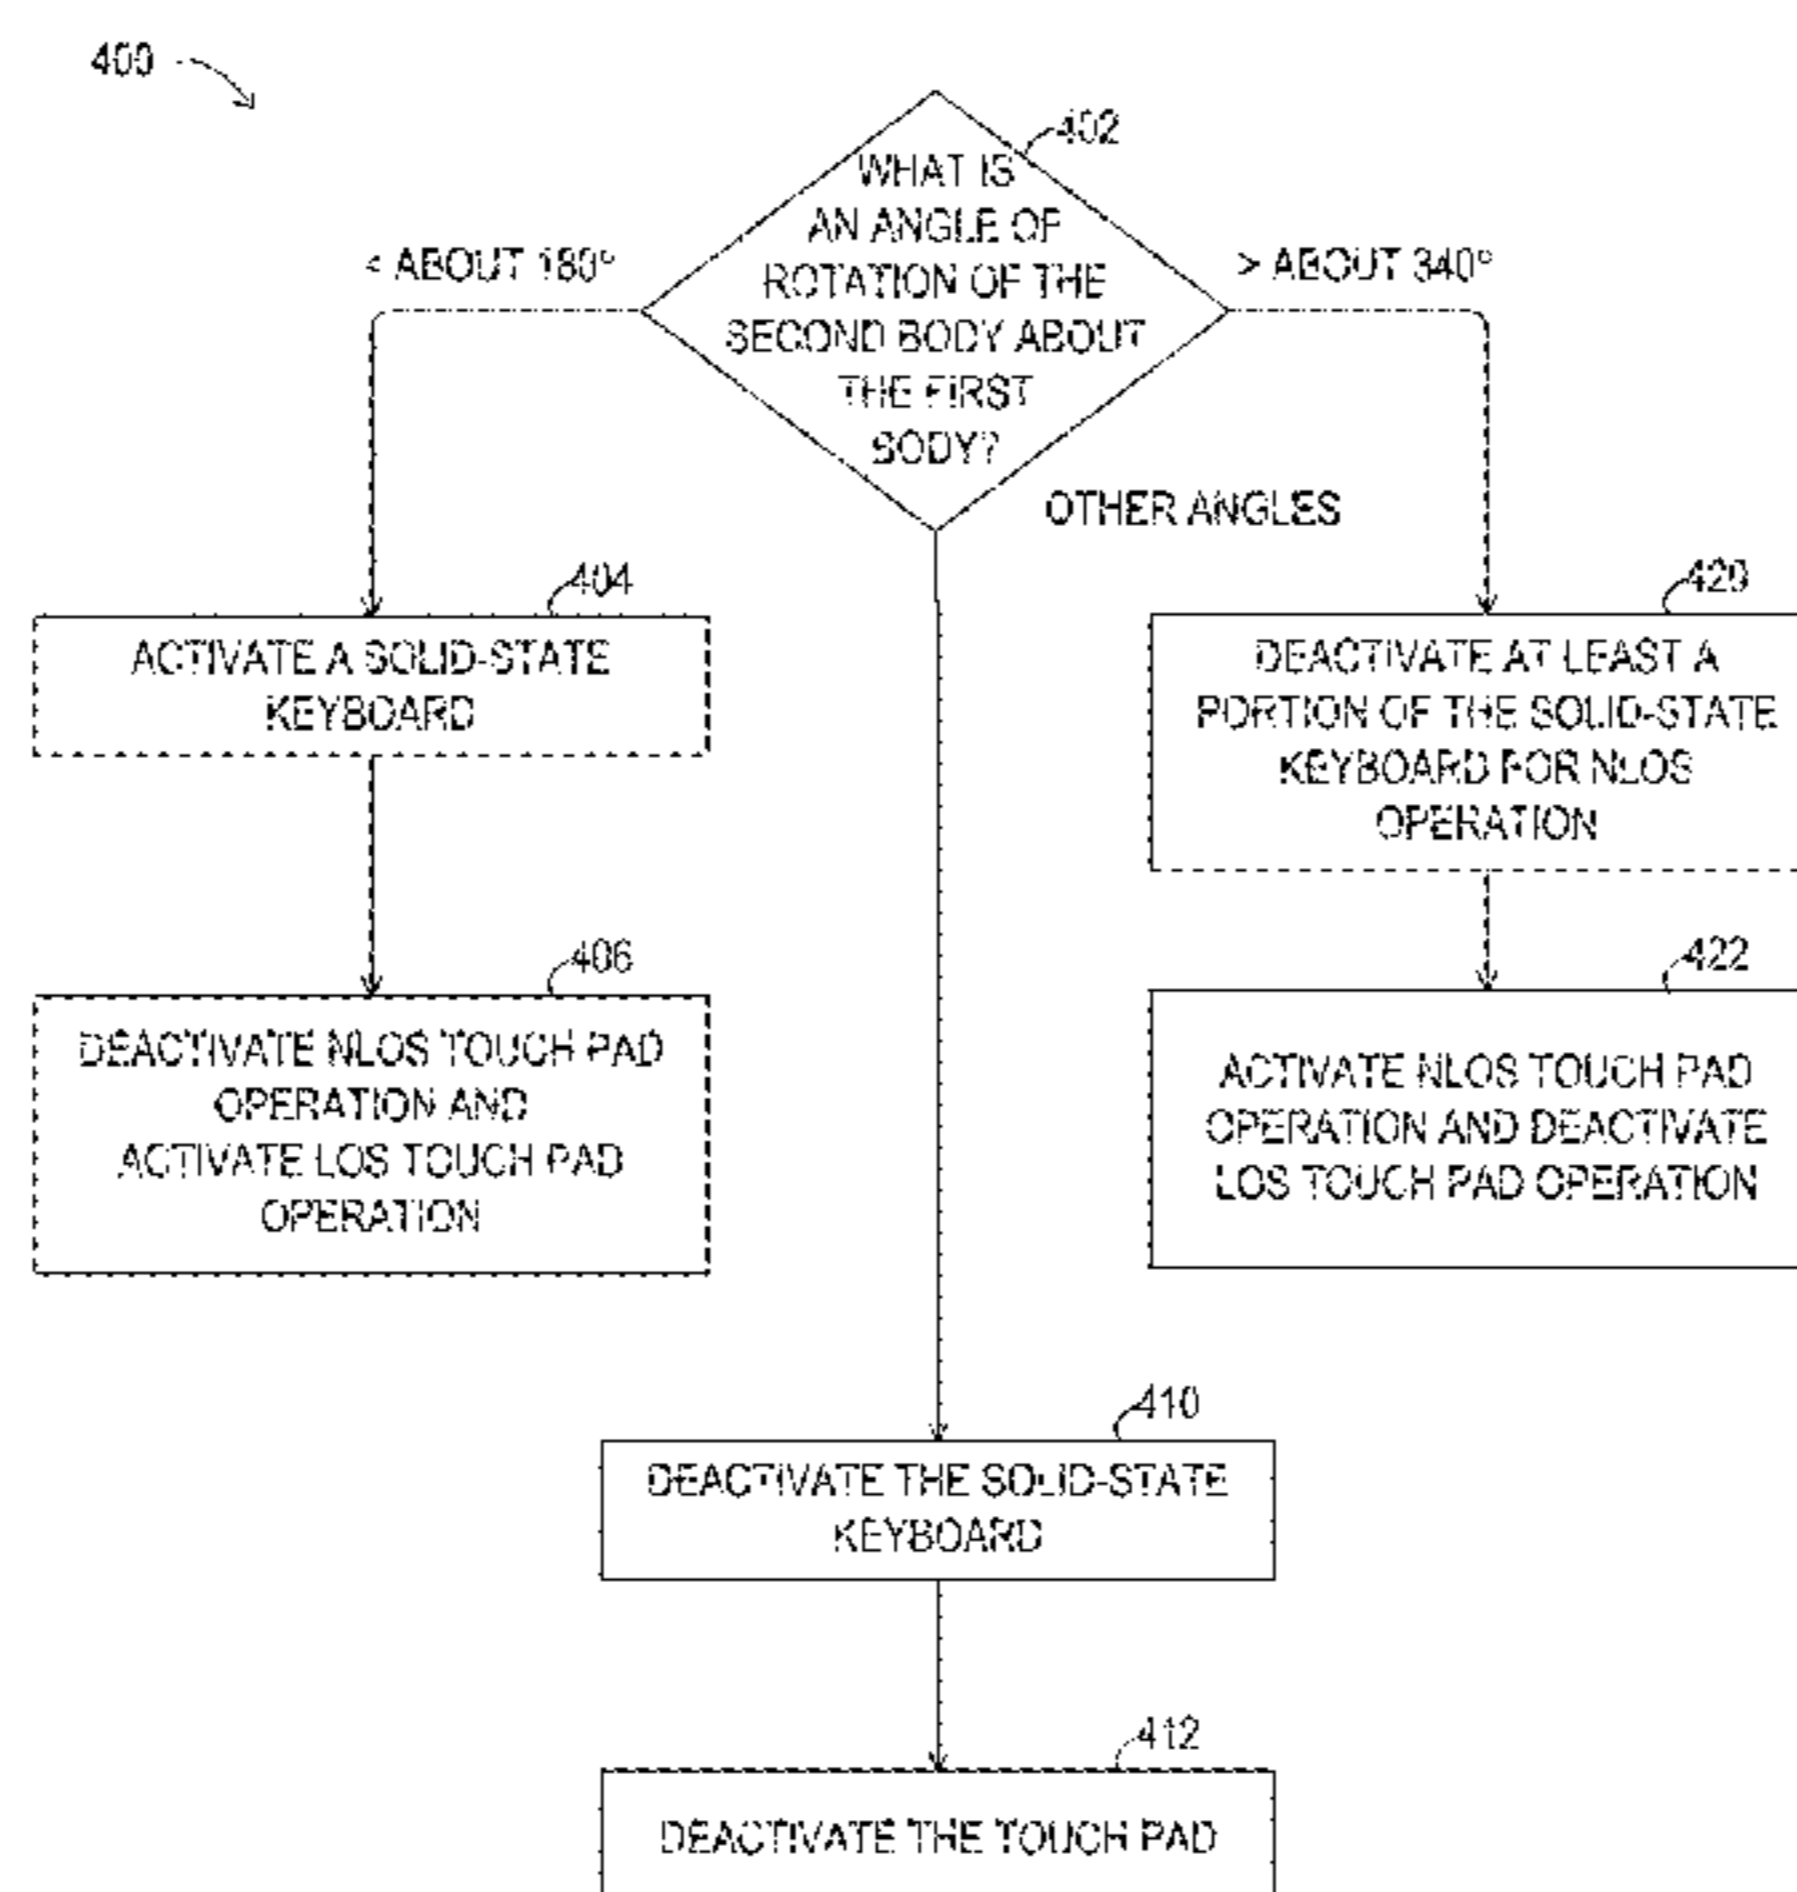 400
402
WHAT IS
AN ANGLE OF
ROTATION OF THE
SECOND BODY ABOUT
THE FIRST
BODY?
< ABOUT 180°
> ABOUT 340°
OTHER ANGLES
404
ACTIVATE A SOLID-STATE
KEYBOARD
420
DEACTIVATE AT LEAST A
PORTION OF THE SOLID-STATE
KEYBOARD FOR NLOS
OPERATION
406
DEACTIVATE NLOS TOUCH PAD
OPERATION AND
ACTIVATE LOS TOUCH PAD
OPERATION
422
ACTIVATE NLOS TOUCH PAD
OPERATION AND DEACTIVATE
LOS TOUCH PAD OPERATION
410
DEACTIVATE THE SOLID-STATE
KEYBOARD
412
DEACTIVATE THE TOUCH PAD